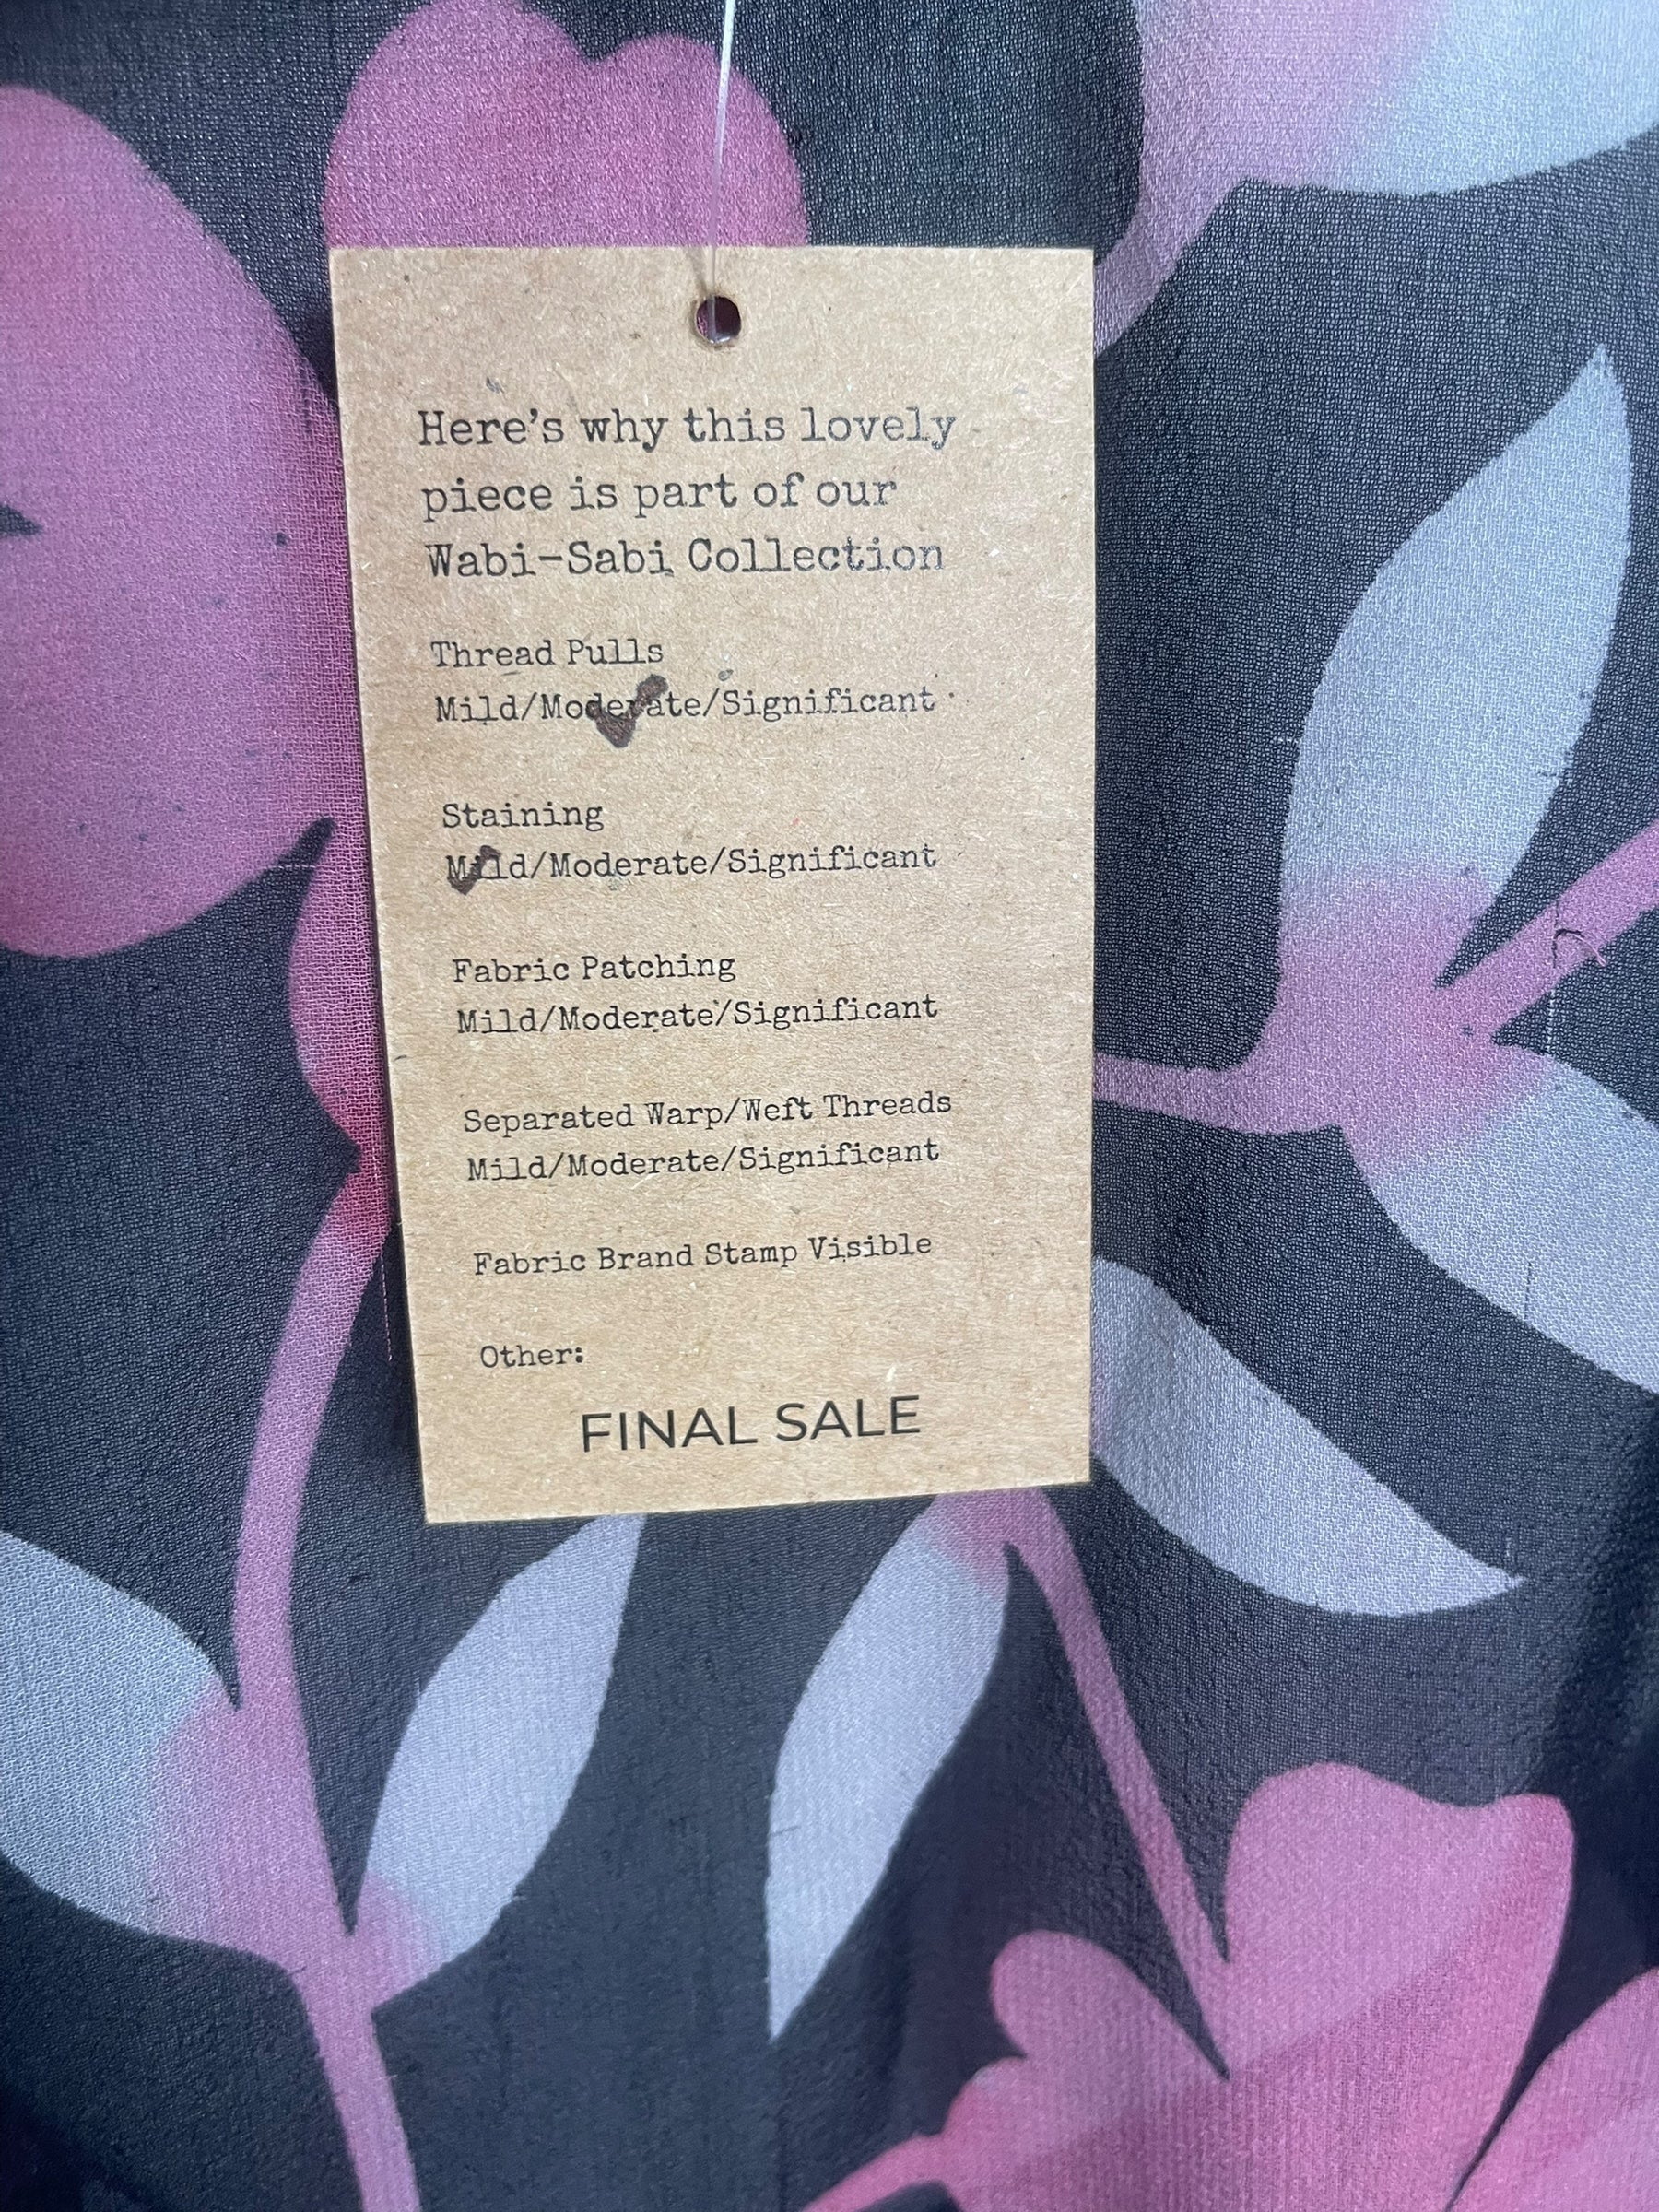 Here's why this lovely
piece is part of our
Wabi-Sabi Collection
Thread Pulls
Mild/Moderate/Significant
Staining
Mild/Moderate/Significant
Fabric Patching
Mild/Moderate/Significant
Separated Warp/Weft Threads
Mild/Moderate/Significant
Fabric Brand Stamp Visible
Other:
FINAL SALE